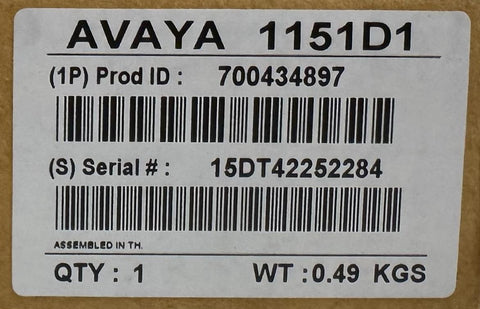 AVAYA 1151D1
(1P) Prod ID : 700434897
(S) Serial # : 15DT42252284
ASSEMBLED IN TH.
QTY : 1 WT : 0.49 KGS